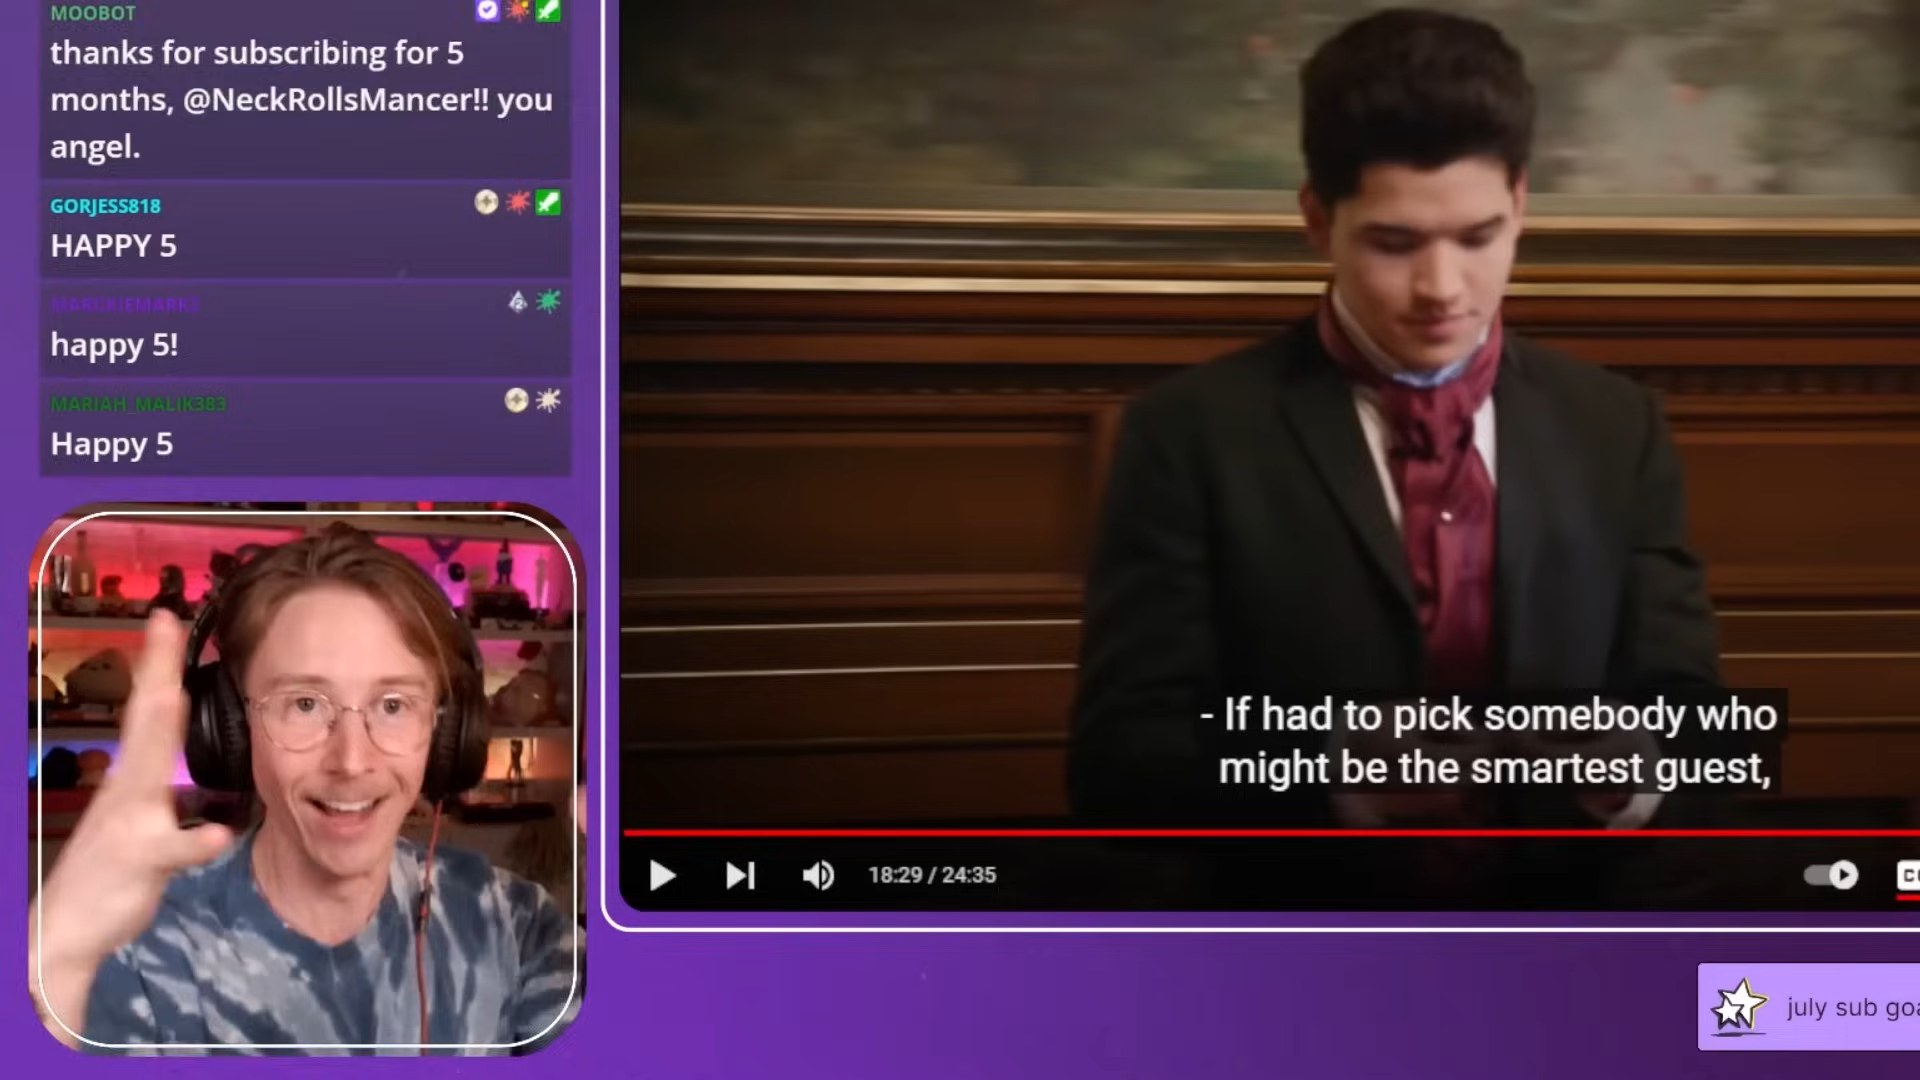 MOOBOT
thanks for subscribing for 5
months, @NeckRollsMancer!! you
angel.
GORJESS818
HAPPY 5
happy 5!
MARIAH_MALIK383
Happy 5
- If had to pick somebody who
might be the smartest guest,
18:29 / 24:35
july sub